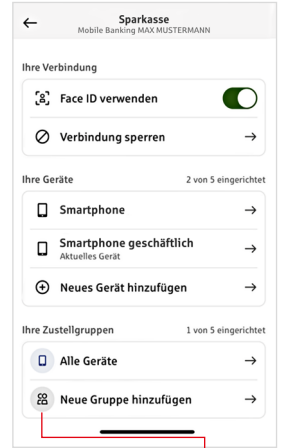 Sparkasse
Mobile Banking MAX MUSTERMANN
Ihre Verbindung
Face ID verwenden
Verbindung sperren
Ihre Geräte 2 von 5 eingerichtet
Smartphone
Smartphone geschäftlich
Aktuelles Gerät
Neues Gerät hinzufügen
Ihre Zustellgruppen 1 von 5 eingerichtet
Alle Geräte
Neue Gruppe hinzufügen